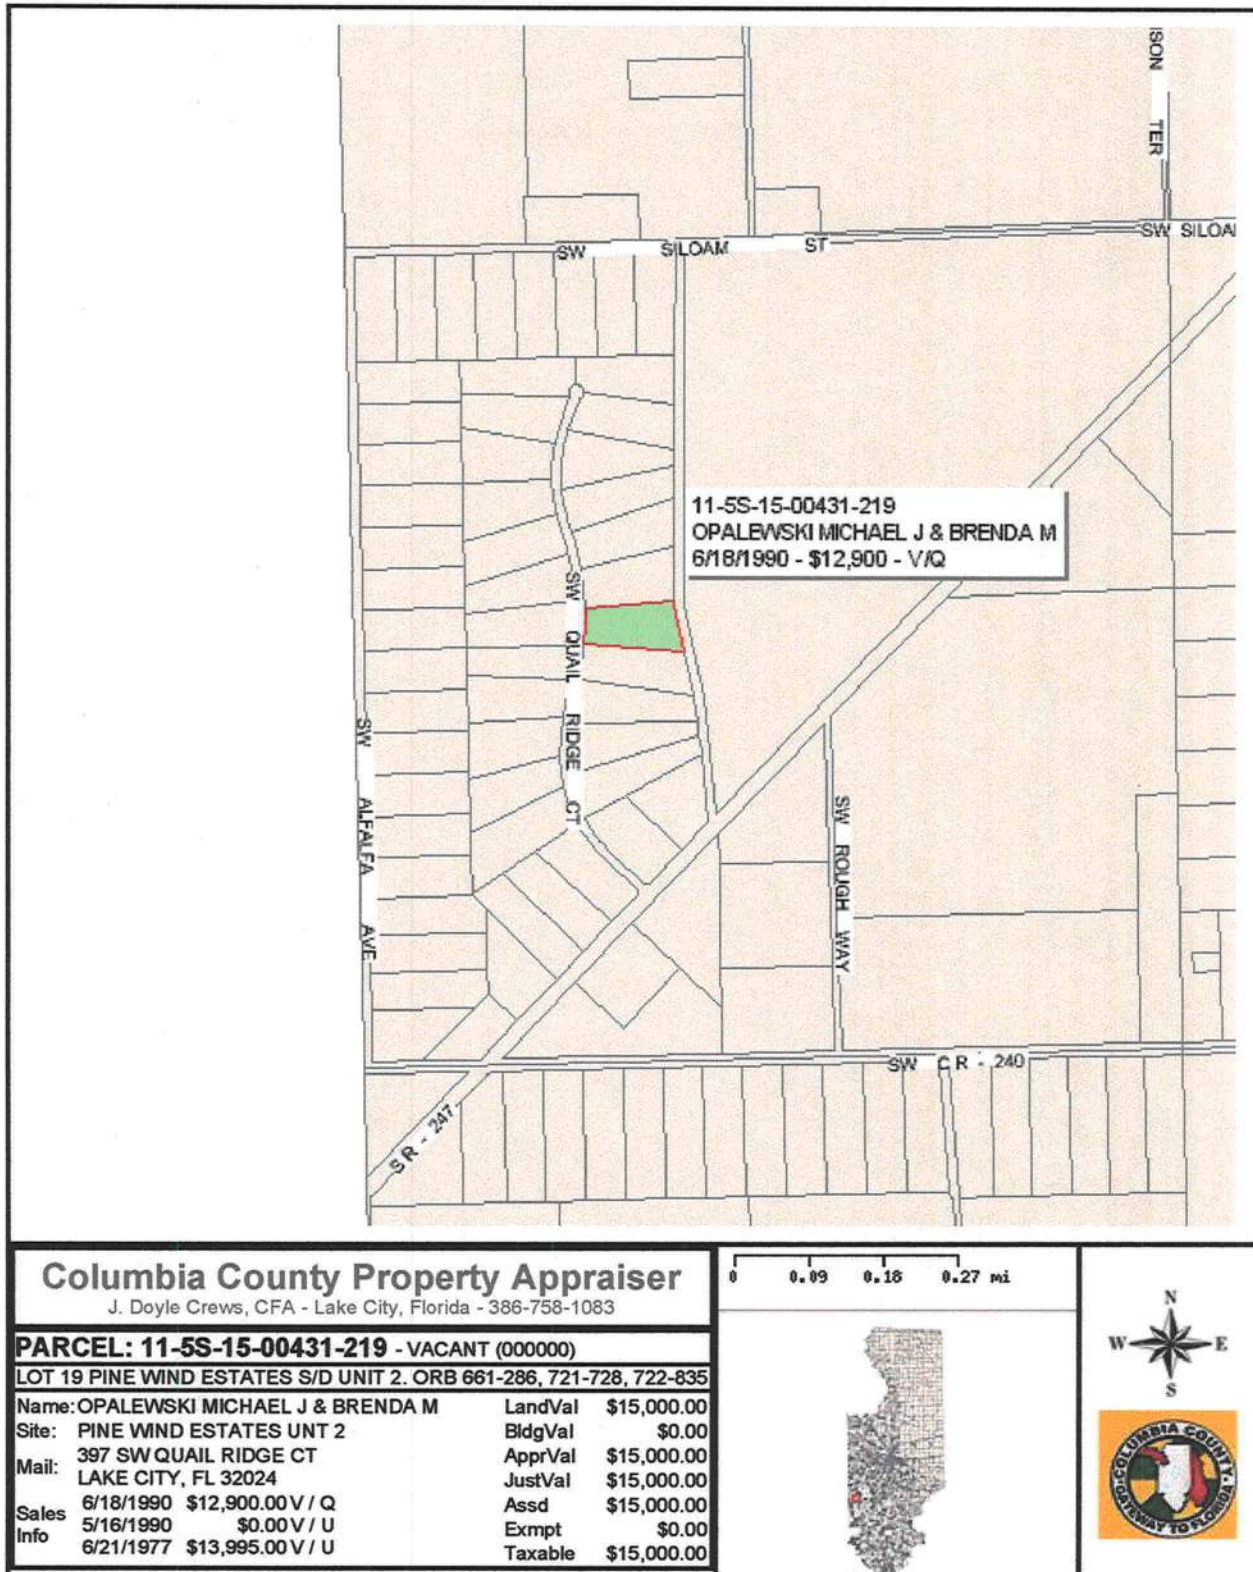 ISON TER
SW SILOAM ST
SW SILOA
11-5S-15-00431-219
OPALEWSKI MICHAEL J & BRENDA M
6/18/1990 - $12,900 - V/Q
SW QUAIL RIDGE CT
SW ALFALFA AVE
SW ROUGH WAY
SW C R - 240
S R - 247
Columbia County Property Appraiser
J. Doyle Crews, CFA - Lake City, Florida - 386-758-1083
PARCEL: 11-5S-15-00431-219 - VACANT (000000)
LOT 19 PINE WIND ESTATES S/D UNIT 2. ORB 661-286, 721-728, 722-835
Name: OPALEWSKI MICHAEL J & BRENDA M LandVal $15,000.00
Site: PINE WIND ESTATES UNT 2 BldgVal $0.00
Mail: 397 SW QUAIL RIDGE CT ApprVal $15,000.00
LAKE CITY, FL 32024 JustVal $15,000.00
Sales Info 6/18/1990 $12,900.00 V / Q Assd $15,000.00
5/16/1990 $0.00 V / U Exmpt $0.00
6/21/1977 $13,995.00 V / U Taxable $15,000.00
0 0.09 0.18 0.27 mi
N
W E
S
COLUMBIA COUNTY
GATEWAY TO FLORIDA